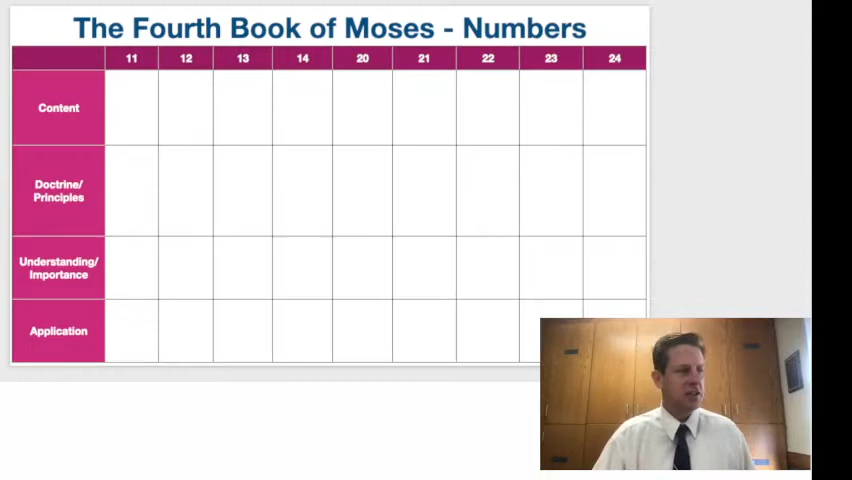 The Fourth Book of Moses - Numbers
11 12 13 14 20 21 22 23 24
Content
Doctrine/
Principles
Understanding/
Importance
Application